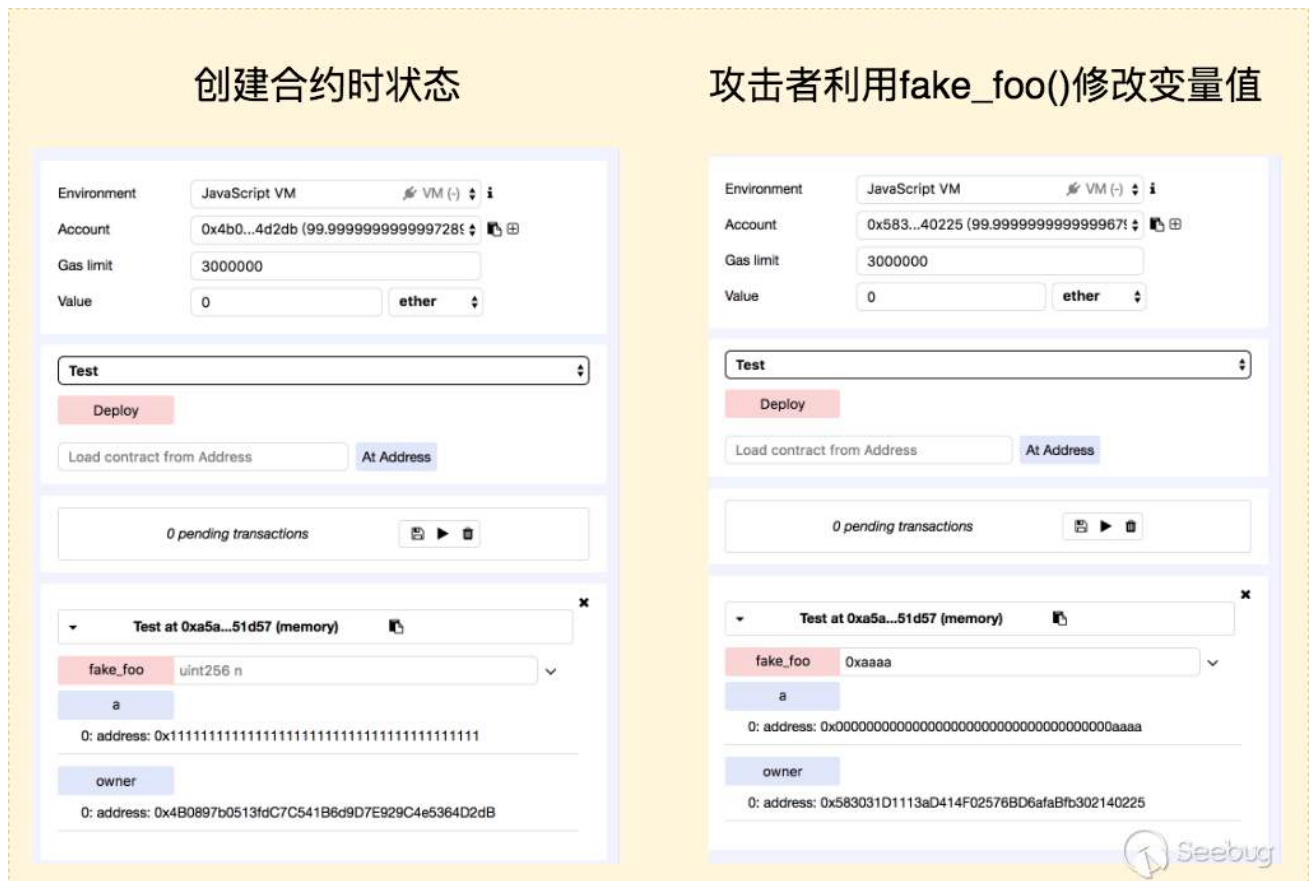 创建合约时状态
Environment
JavaScript VM
VM (-)
Account
0x4b0...4d2db (99.9999999999997289
Gas limit
3000000
Value
0
ether
Test
Deploy
Load contract from Address
At Address
0 pending transactions
Test at 0xa5a...51d57 (memory)
fake_foo
uint256 n
a
0: address: 0x1111111111111111111111111111111111111111
owner
0: address: 0x4B0897b0513fdC7C541B6d9D7E929C4e5364D2dB
攻击者利用fake_foo()修改变量值
Environment
JavaScript VM
VM (-)
Account
0x583...40225 (99.9999999999999679
Gas limit
3000000
Value
0
ether
Test
Deploy
Load contract from Address
At Address
0 pending transactions
Test at 0xa5a...51d57 (memory)
fake_foo
0xaaaa
a
0: address: 0x000000000000000000000000000000000000aaaa
owner
0: address: 0x583031D1113aD414F02576BD6afaBfb302140225
Seebug